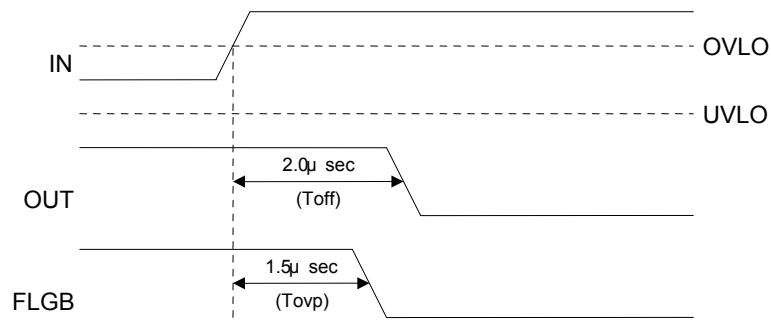 OVLO
IN
UVLO
2.0μ sec
(Toff)
OUT
1.5μ sec
(Tovp)
FLGB